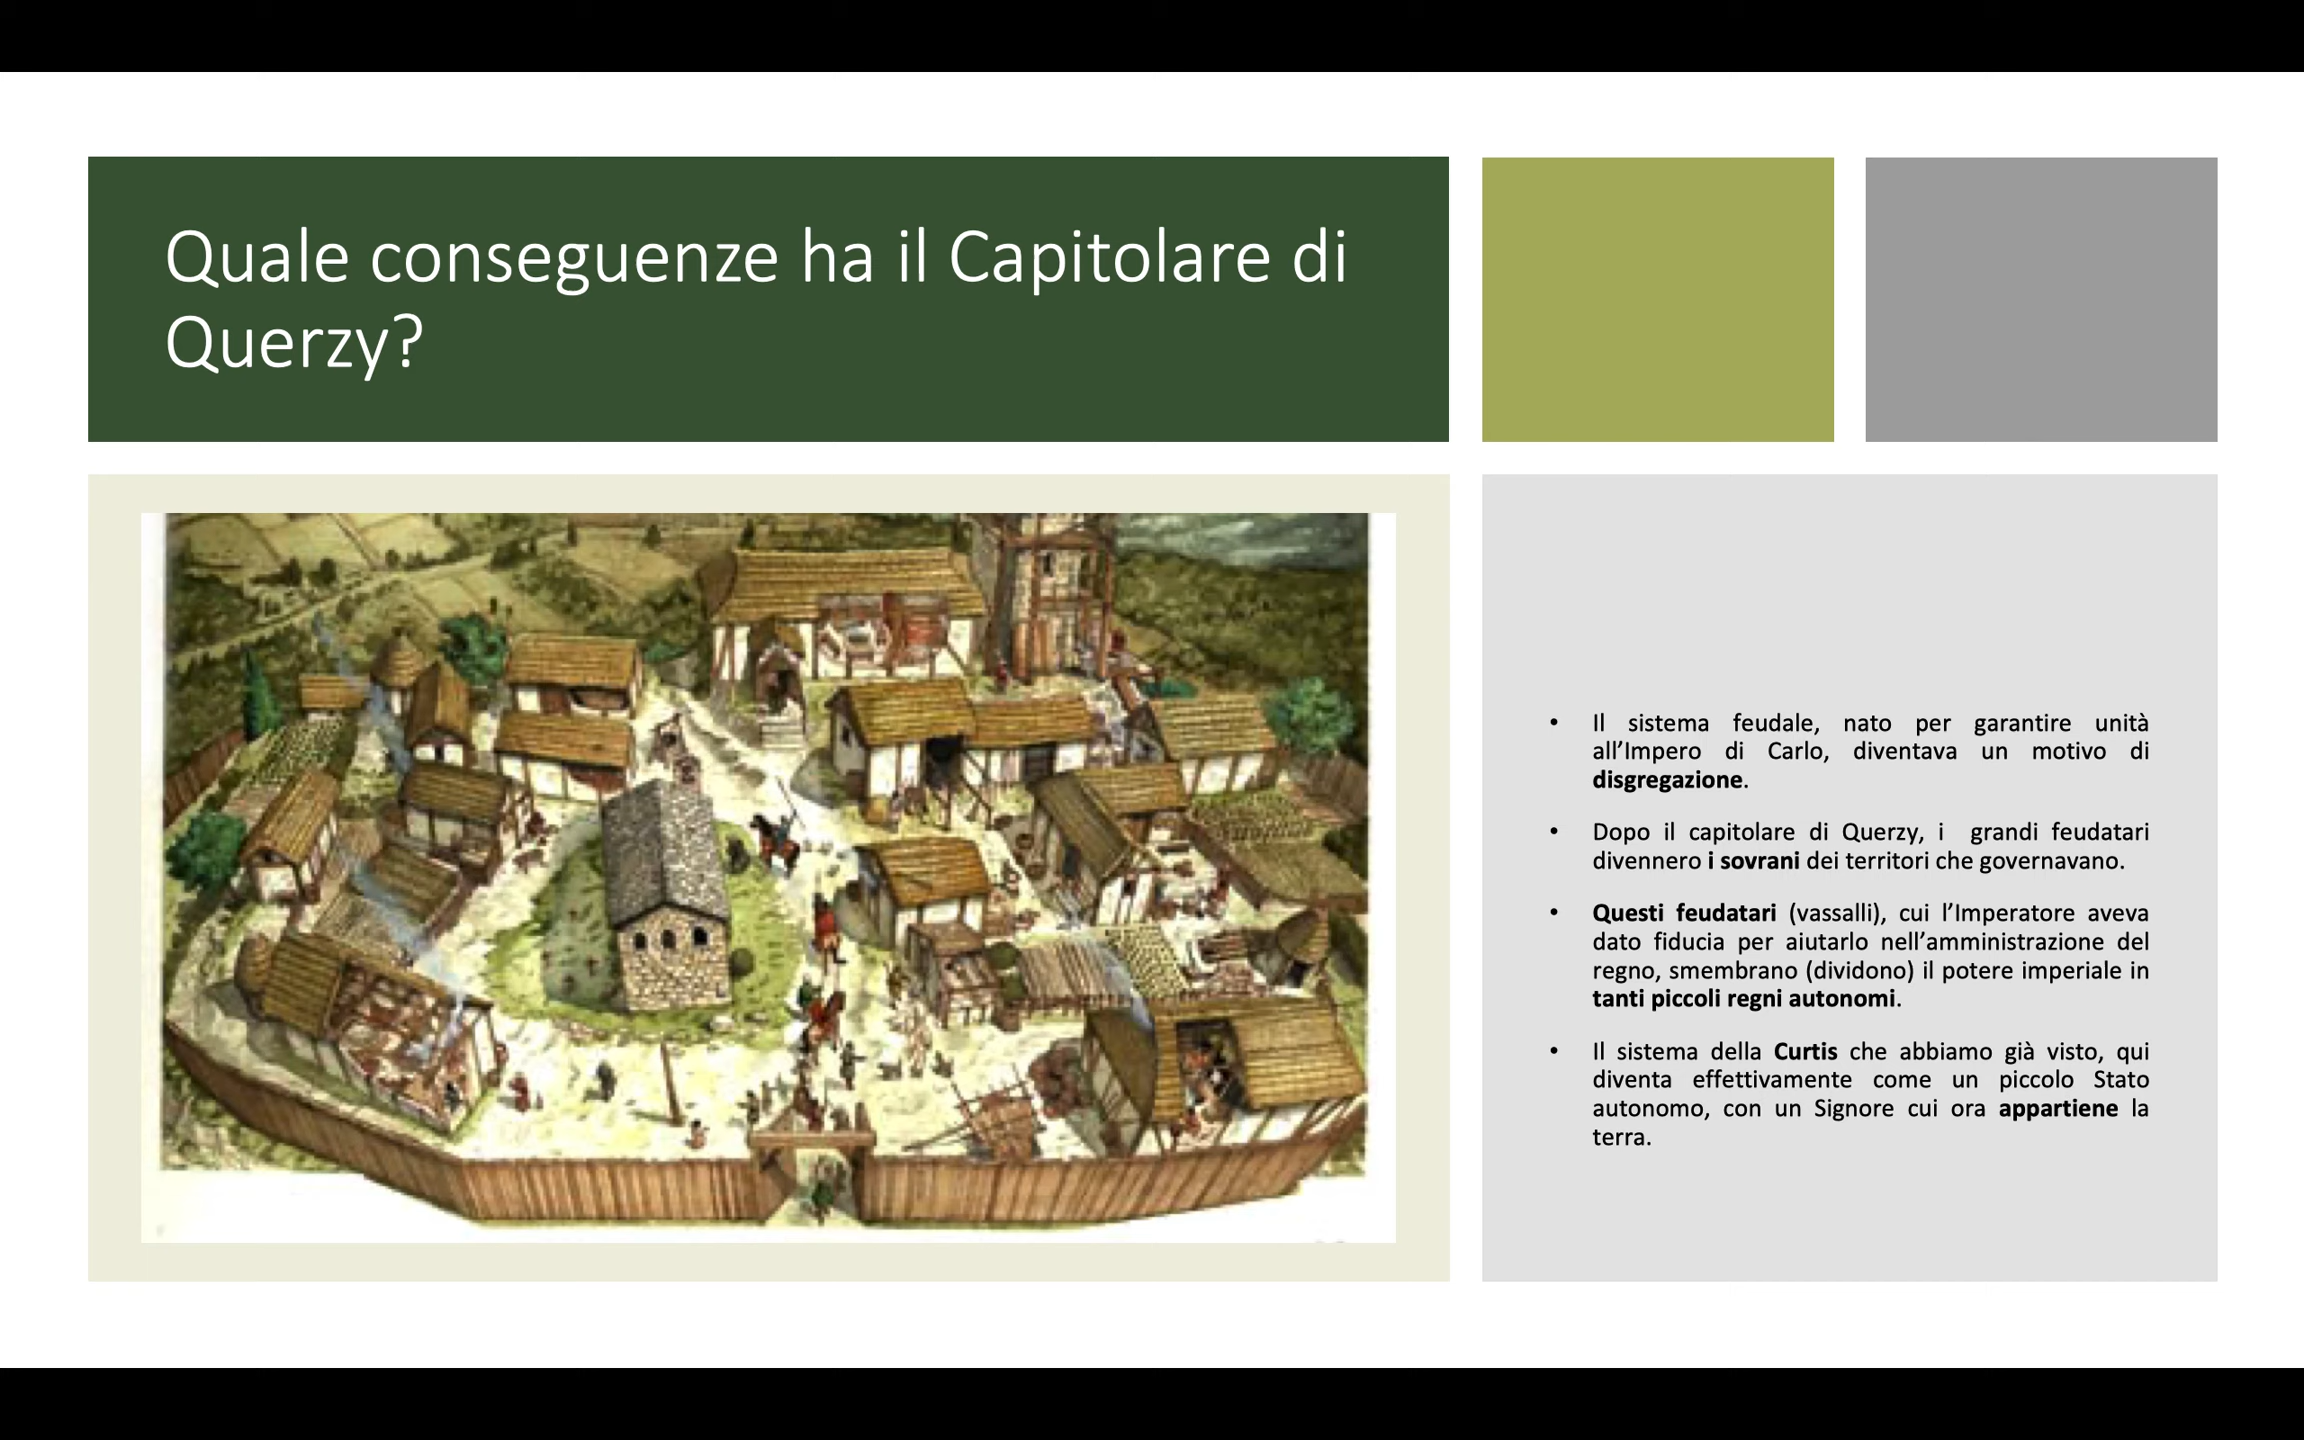 Quale conseguenze ha il Capitolare di
Querzy?
• Il sistema feudale, nato per garantire unità
all’Impero di Carlo, diventava un motivo di
disgregazione.
• Dopo il capitolare di Querzy, i grandi feudatari
divennero i sovrani dei territori che governavano.
• Questi feudatari (vassalli), cui l’Imperatore aveva
dato fiducia per aiutarlo nell’amministrazione del
regno, smembrano (dividono) il potere imperiale in
tanti piccoli regni autonomi.
• Il sistema della Curtis che abbiamo già visto, qui
diventa effettivamente come un piccolo Stato
autonomo, con un Signore cui ora appartiene la
terra.